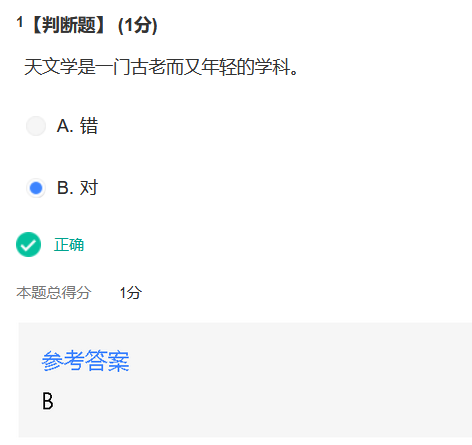 1【判断题】 (1分)
天文学是一门古老而又年轻的学科。
A. 错
B. 对
正确
本题总得分 1分
参考答案
B